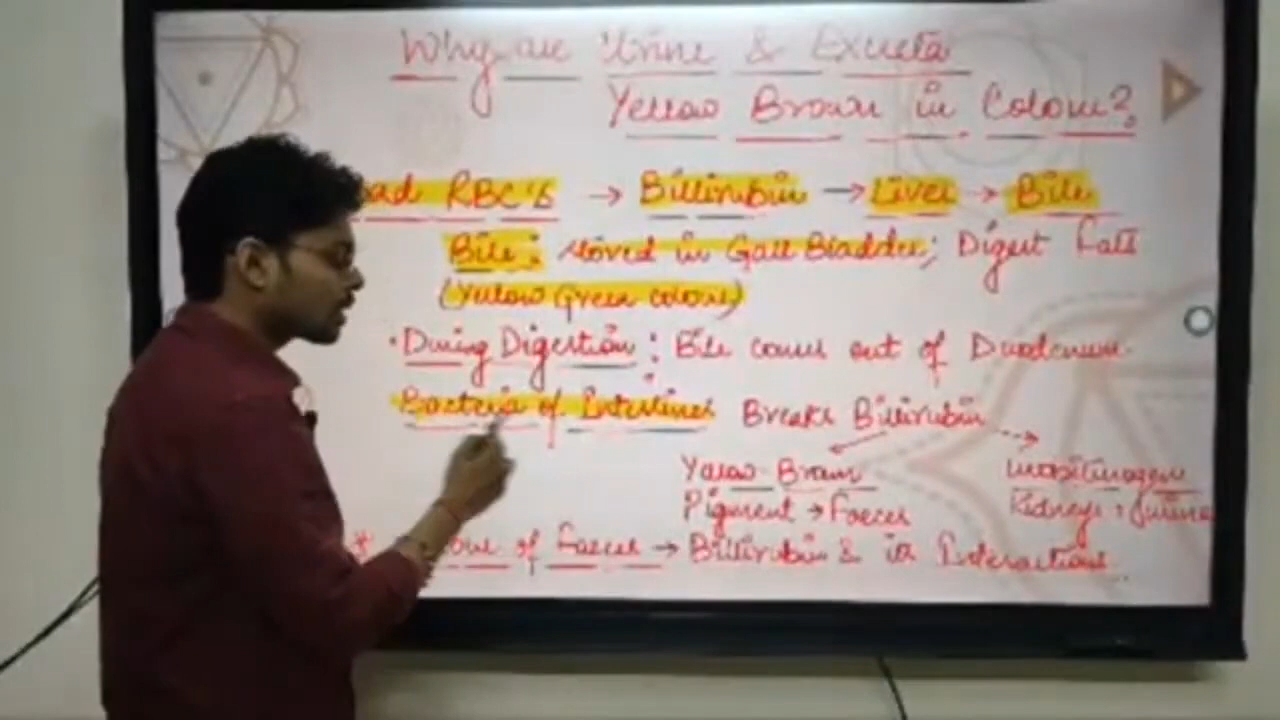 Why are Urine & Excreta
Yellow Brown in Colour?
ead RBC's → Billirubin → Liver → Bile
Bile: stored in Gall Bladder; Digest Fats
(Yellow Green colour)
• During Digestion: Bile comes out of Duodenum.
Bacteria of Intestines Breaks Billirubin
Yellow Brown
Pigment → Faeces
Kidneys : Urine
* our of Faeces → Billirubin & its Interactions